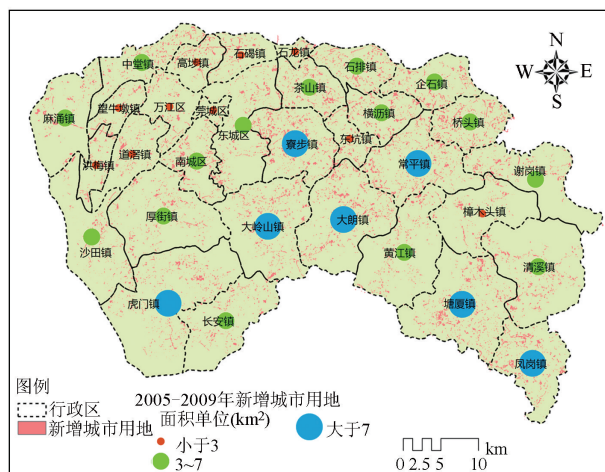 N
W E
S
中堂镇
高埗镇
石碣镇
石龙镇
石排镇
企石镇
茶山镇
麻涌镇
望牛墩镇
万江区
莞城区
东城区
横沥镇
桥头镇
寮步镇
东坑镇
常平镇
谢岗镇
洪梅镇
道滘镇
南城区
樟木头镇
厚街镇
大岭山镇
大朗镇
沙田镇
黄江镇
清溪镇
虎门镇
长安镇
塘厦镇
凤岗镇
图例
行政区
新增城市用地
2005-2009年新增城市用地
面积单位(km²)
小于3
3~7
大于7
km
0 2.5 5 10